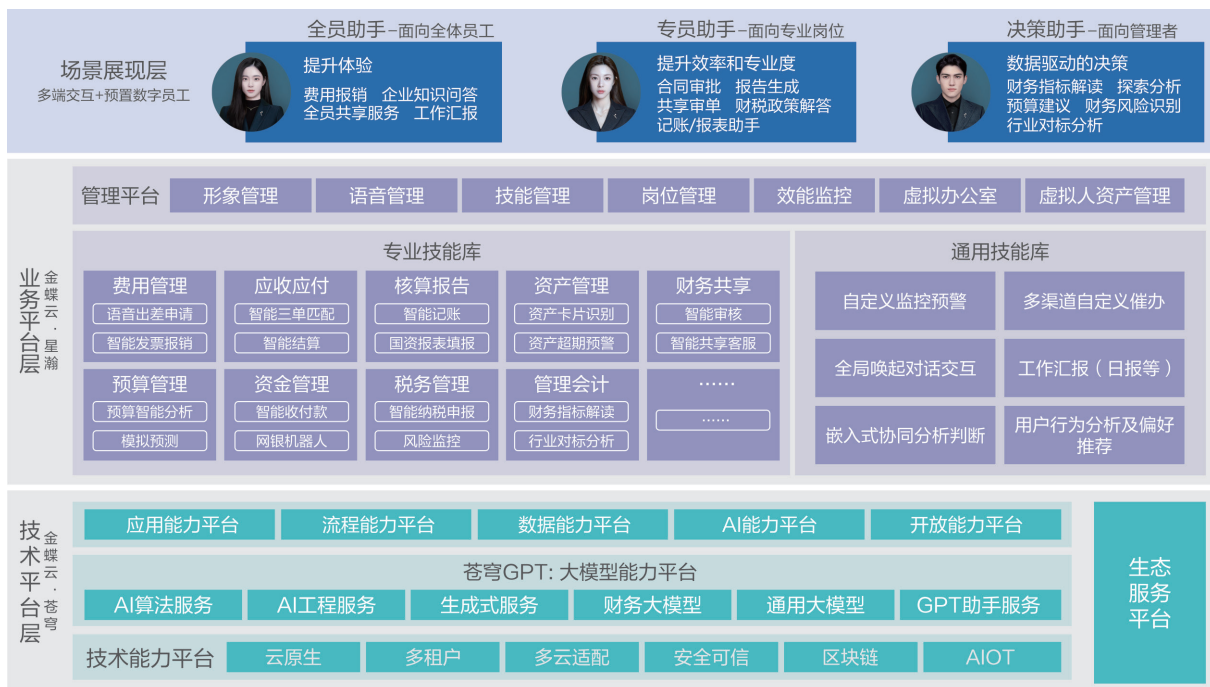 全员助手-面向全体员工
专员助手-面向专业岗位
决策助手-面向管理者
场景展现层
多端交互+预置数字员工
提升体验
费用报销 企业知识问答
全员共享服务 工作汇报
提升效率和专业度
合同审批 报告生成
共享审单 财税政策解答
记账/报表助手
数据驱动的决策
财务指标解读 探索分析
预算建议 财务风险识别
行业对标分析
业务平台层
金蝶云·星瀚
管理平台
形象管理
语音管理
技能管理
岗位管理
效能监控
虚拟办公室
虚拟人资产管理
专业技能库
费用管理
语音出差申请
智能发票报销
应收应付
智能三单匹配
智能结算
核算报告
智能记账
国资报表填报
资产管理
资产卡片识别
资产超期预警
财务共享
智能审核
智能共享客服
预算管理
预算智能分析
模拟预测
资金管理
智能收付款
网银机器人
税务管理
智能纳税申报
风险监控
管理会计
财务指标解读
行业对标分析
……
……
通用技能库
自定义监控预警
多渠道自定义催办
全局唤起对话交互
工作汇报（日报等）
嵌入式协同分析判断
用户行为分析及偏好
推荐
技术平台层
金蝶云·苍穹
应用能力平台
流程能力平台
数据能力平台
AI能力平台
开放能力平台
苍穹GPT: 大模型能力平台
AI算法服务
AI工程服务
生成式服务
财务大模型
通用大模型
GPT助手服务
技术能力平台
云原生
多租户
多云适配
安全可信
区块链
AIOT
生态
服务
平台